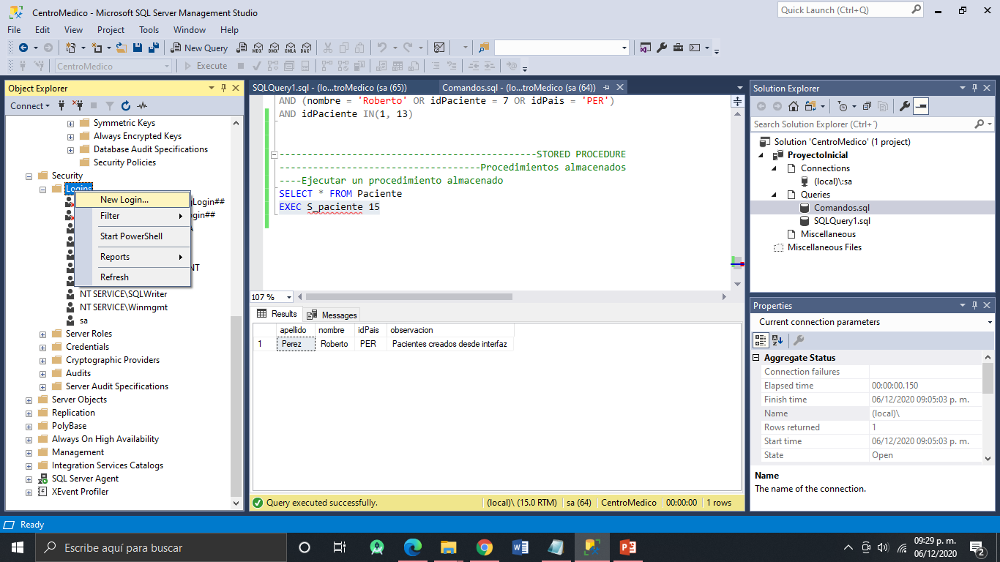 CentroMedico - Microsoft SQL Server Management Studio
Quick Launch (Ctrl+Q)
File Edit View Project Tools Window Help
New Query
MDX DMX XMLA DAX
CentroMedico
Execute
Object Explorer
Connect
Symmetric Keys
Always Encrypted Keys
Database Audit Specifications
Security Policies
Security
Logins
New Login...
Filter
Start PowerShell
Reports
Refresh
gLogin##
ogin##
NT
NT SERVICE\SQLWriter
NT SERVICE\Winmgmt
sa
Server Roles
Credentials
Cryptographic Providers
Audits
Server Audit Specifications
Server Objects
Replication
PolyBase
Always On High Availability
Management
Integration Services Catalogs
SQL Server Agent
XEvent Profiler
SQLQuery1.sql - (lo...troMedico (sa (65))
Comandos.sql - (lo...troMedico (sa (64))
AND (nombre = 'Roberto' OR idPaciente = 7 OR idPais = 'PER')
AND idPaciente IN(1, 13)
----------------------------------------------STORED PROCEDURE
------------------------------------Procedimientos almacenados
----Ejecutar un procedimiento almacenado
SELECT * FROM Paciente
EXEC S_paciente 15
107 %
Results Messages
apellido nombre idPais observacion
1 Perez Roberto PER Pacientes creados desde interfaz
Query executed successfully.
(local)\ (15.0 RTM) sa (64) CentroMedico 00:00:00 1 rows
Solution Explorer
Search Solution Explorer (Ctrl+´)
Solution 'CentroMedico' (1 project)
ProyectoInicial
Connections
(local)\:sa
Queries
Comandos.sql
SQLQuery1.sql
Miscellaneous
Miscellaneous Files
Properties
Current connection parameters
Aggregate Status
Connection failures
Elapsed time 00:00:00.150
Finish time 06/12/2020 09:05:03 p. m.
Name (local)\
Rows returned 1
Start time 06/12/2020 09:05:03 p. m.
State Open
Name
The name of the connection.
Ready
Escribe aquí para buscar
09:29 p. m.
06/12/2020
2